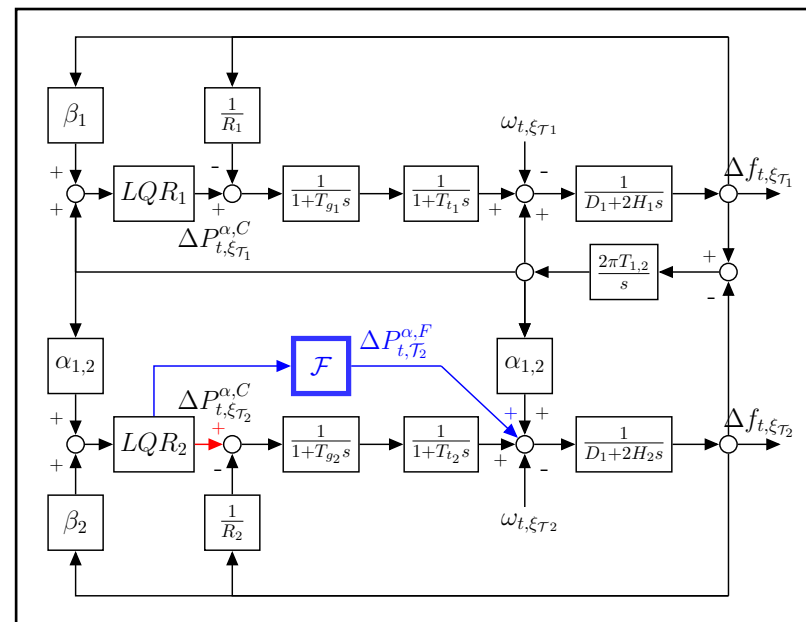 β₁ 1/R₁ ω_{t,ξ_{𝒯1}}
+ - - Δf_{t,ξ_{𝒯₁}}
LQR₁ 1/(1+T_{g₁}s) 1/(1+T_{t₁}s) 1/(D₁+2H₁s)
+ + + +
ΔP^{α,C}_{t,ξ_{𝒯₁}}
2πT_{1,2}/s + -
α_{1,2} ℱ ΔP^{α,F}_{t,𝒯₂} α_{1,2}
ΔP^{α,C}_{t,ξ_{𝒯₂}}
+ + + + Δf_{t,ξ_{𝒯₂}}
LQR₂ 1/(1+T_{g₂}s) 1/(1+T_{t₂}s) 1/(D₁+2H₂s)
+ - + -
β₂ 1/R₂ ω_{t,ξ_{𝒯2}}